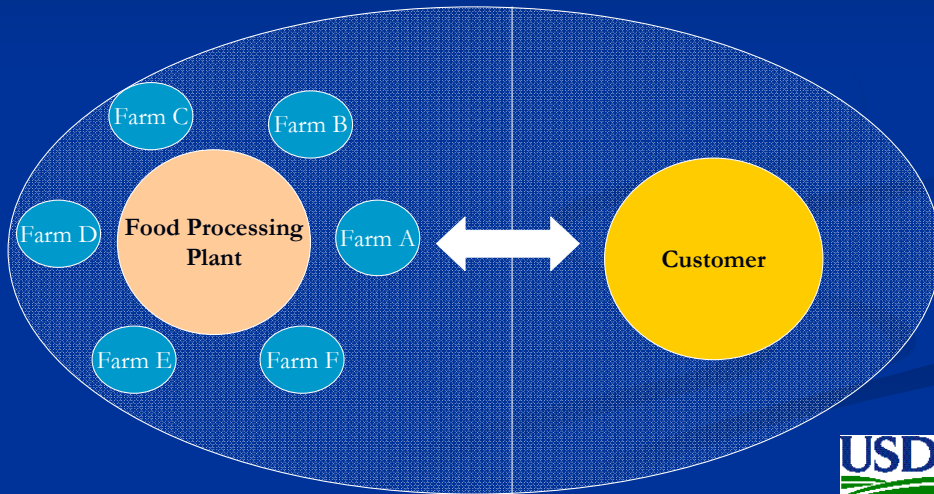 Farm C
Farm B
Farm D
Food Processing
Plant
Farm A
Customer
Farm E
Farm F
USD